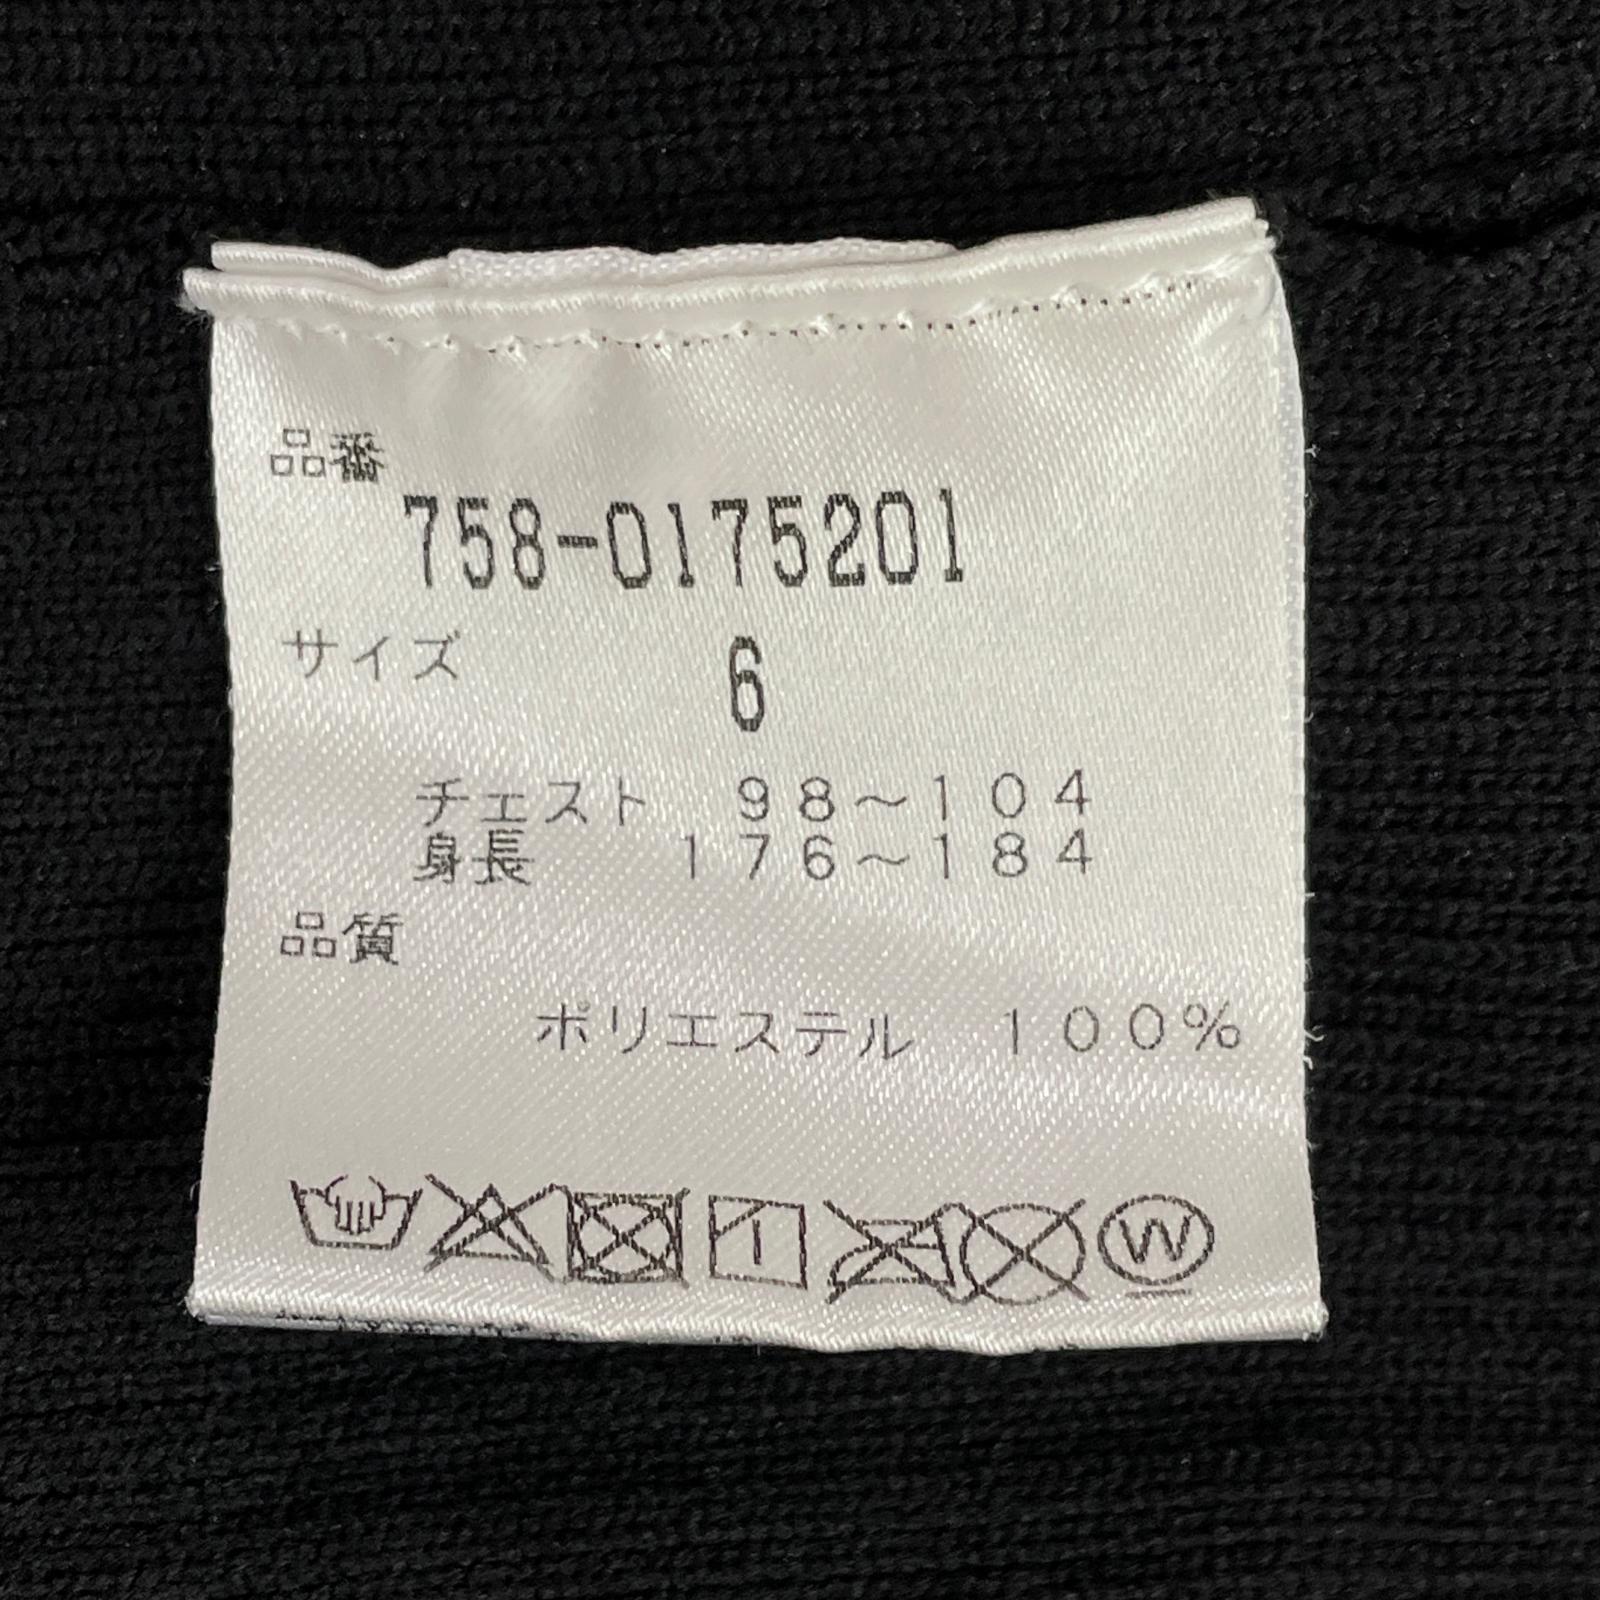 品番
758-0175201
サイズ 6
チェスト 98〜104
身長 176〜184
品質
ポリエステル 100%
W